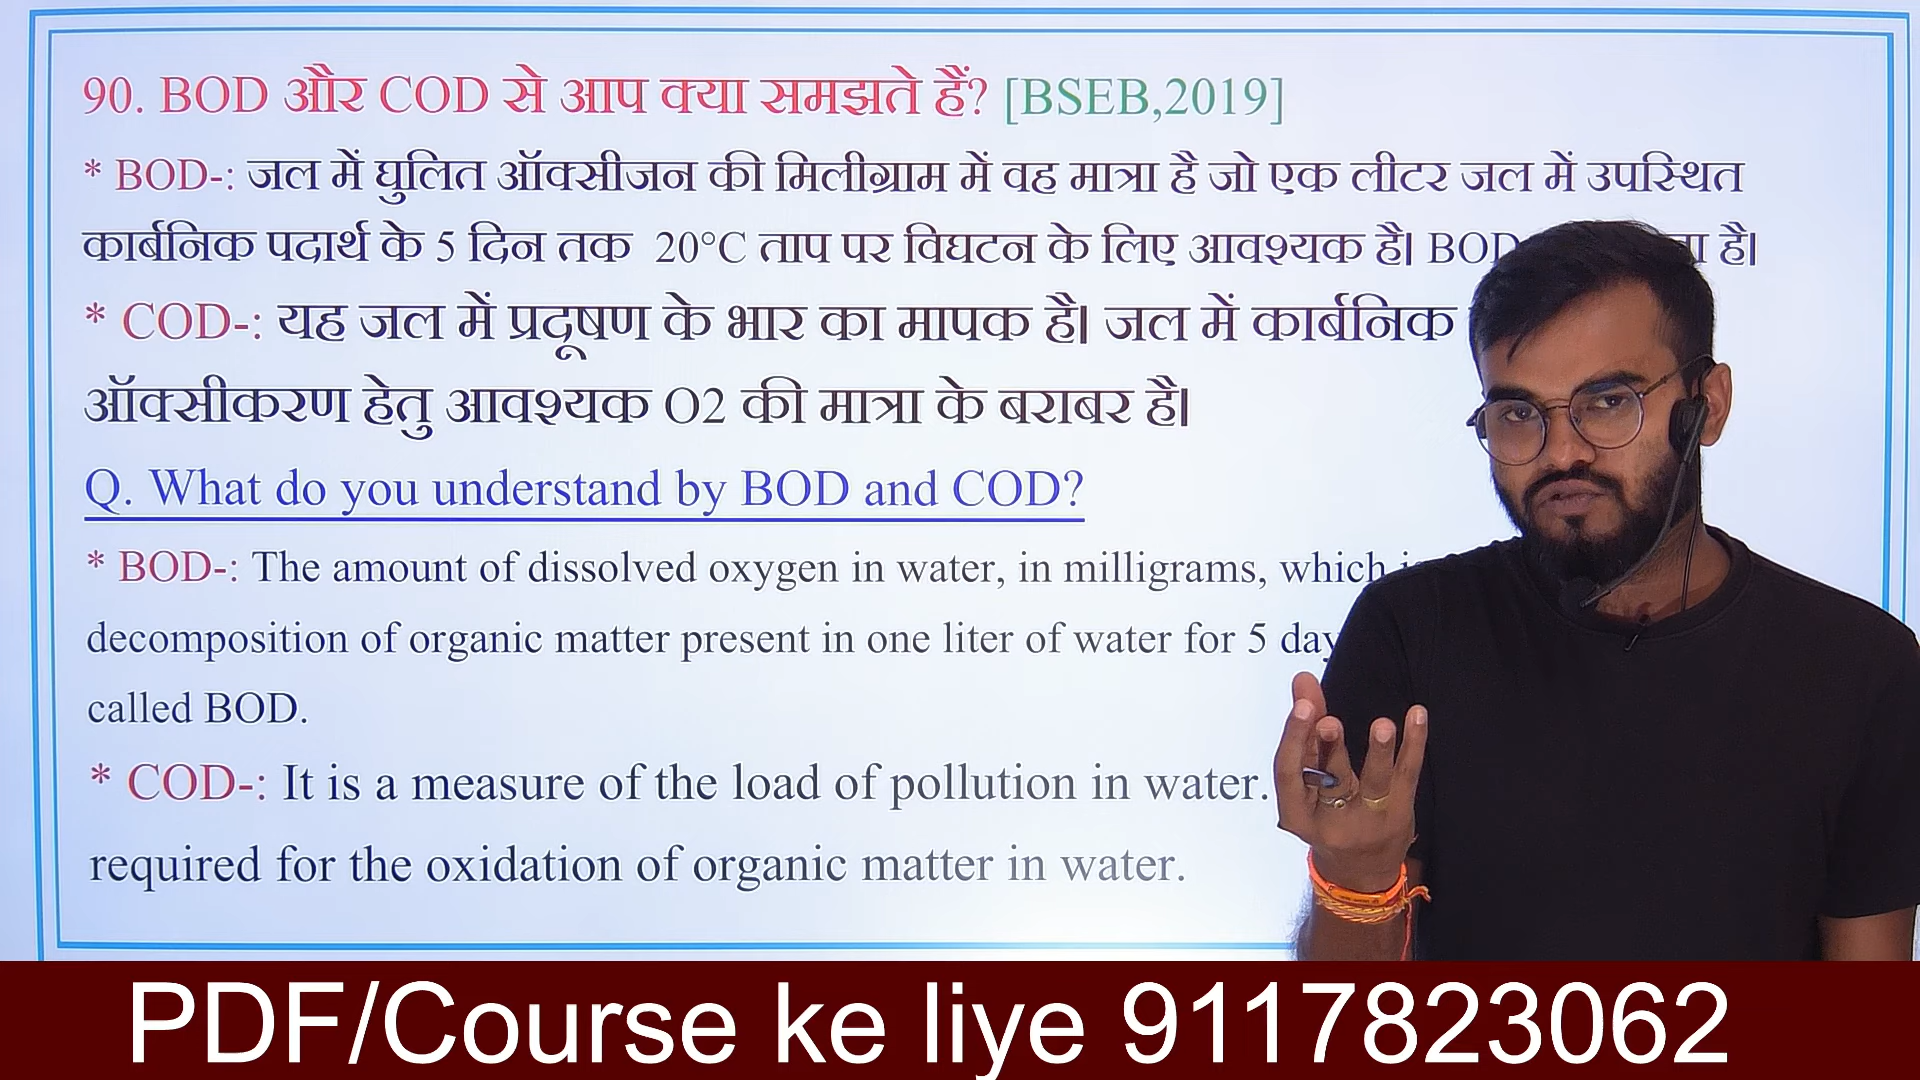 90. BOD और COD से आप क्या समझते हैं? [BSEB,2019]
* BOD-: जल में घुलित ऑक्सीजन की मिलीग्राम में वह मात्रा है जो एक लीटर जल में उपस्थित
कार्बनिक पदार्थ के 5 दिन तक 20°C ताप पर विघटन के लिए आवश्यक है। BOD है।
* COD-: यह जल में प्रदूषण के भार का मापक है। जल में कार्बनिक
ऑक्सीकरण हेतु आवश्यक O2 की मात्रा के बराबर है।
Q. What do you understand by BOD and COD?
* BOD-: The amount of dissolved oxygen in water, in milligrams, which
decomposition of organic matter present in one liter of water for 5
called BOD.
* COD-: It is a measure of the load of pollution in water.
required for the oxidation of organic matter in water.
PDF/Course ke liye 9117823062